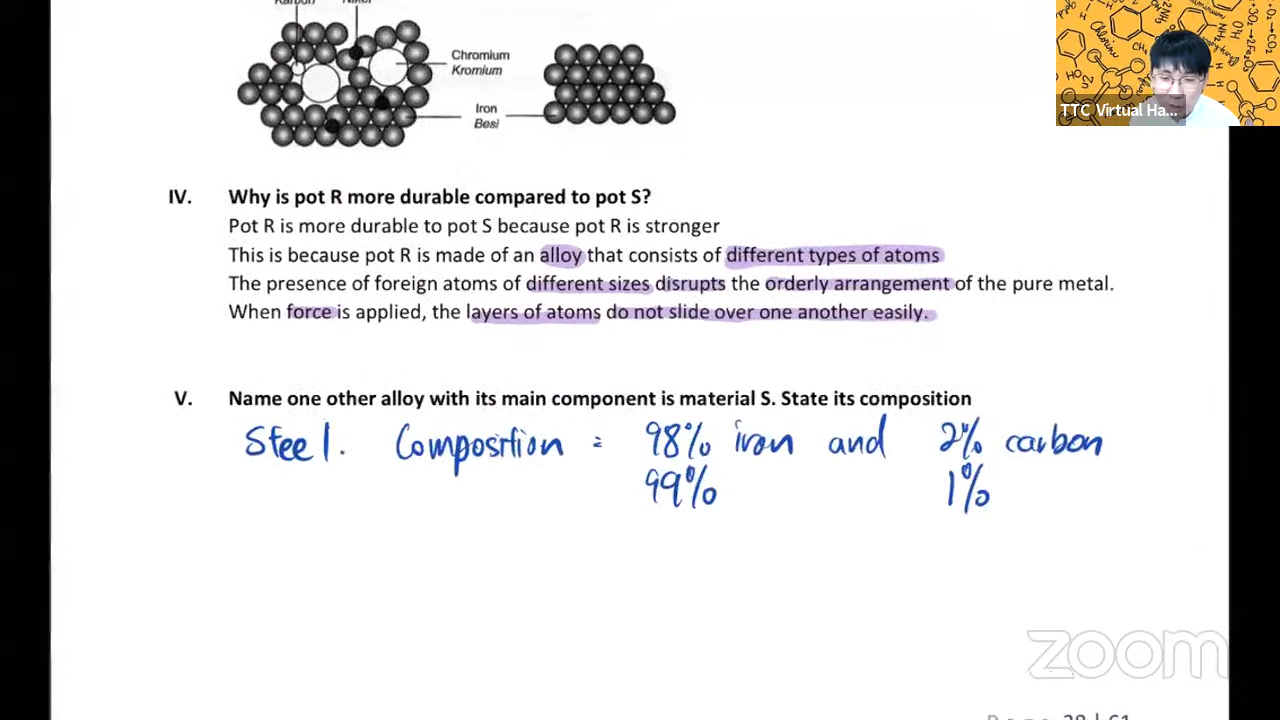 Karbon Nikel
Chromium
Kromium
Iron
Besi
TTC Virtual Ha...
IV. Why is pot R more durable compared to pot S?
Pot R is more durable to pot S because pot R is stronger
This is because pot R is made of an alloy that consists of different types of atoms
The presence of foreign atoms of different sizes disrupts the orderly arrangement of the pure metal.
When force is applied, the layers of atoms do not slide over one another easily.
V. Name one other alloy with its main component is material S. State its composition
Steel. Composition = 98% iron and 2% carbon
99% 1%
zoom